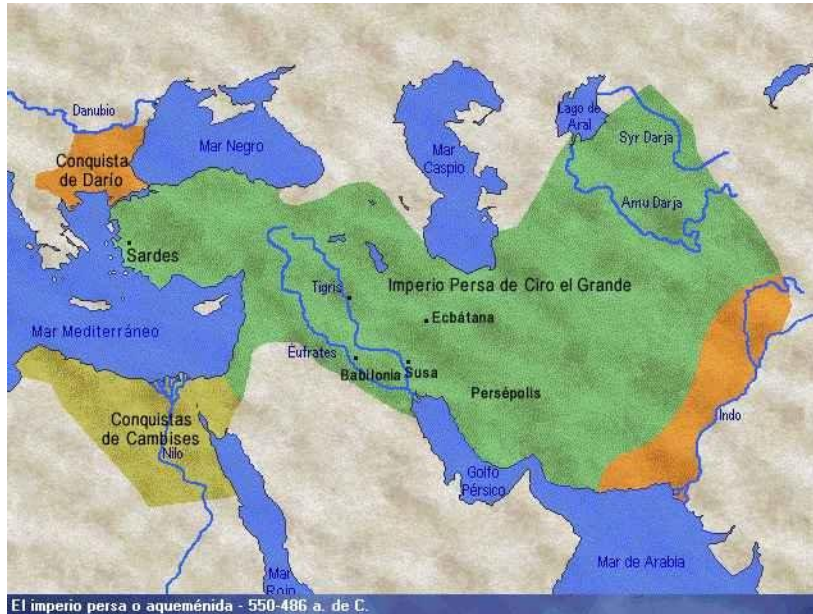 Danubio
Lago de
Aral
Conquista
de Darío
Mar Negro
Mar
Caspio
Syr Darja
Amu Darja
Sardes
Imperio Persa de Ciro el Grande
Tigris
Ecbátana
Mar Mediterráneo
Éufrates
Babilonia
Susa
Persépolis
Conquistas
de Cambises
Nilo
Indo
Golfo
Pérsico
Mar de Arabia
Mar
Rojo
El imperio persa o aqueménida - 550-486 a. de C.